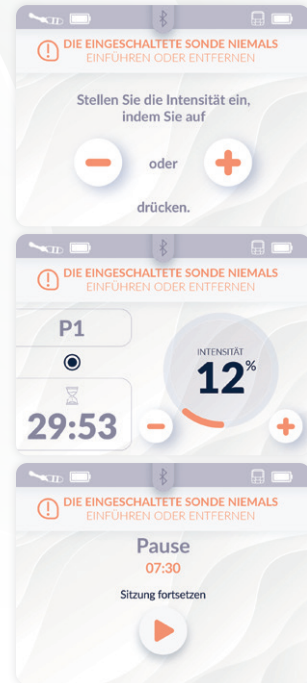 DIE EINGESCHALTETE SONDE NIEMALS
EINFÜHREN ODER ENTFERNEN
Stellen Sie die Intensität ein,
indem Sie auf
oder
drücken.
DIE EINGESCHALTETE SONDE NIEMALS
EINFÜHREN ODER ENTFERNEN
P1
INTENSITÄT
12%
29:53
DIE EINGESCHALTETE SONDE NIEMALS
EINFÜHREN ODER ENTFERNEN
Pause
07:30
Sitzung fortsetzen